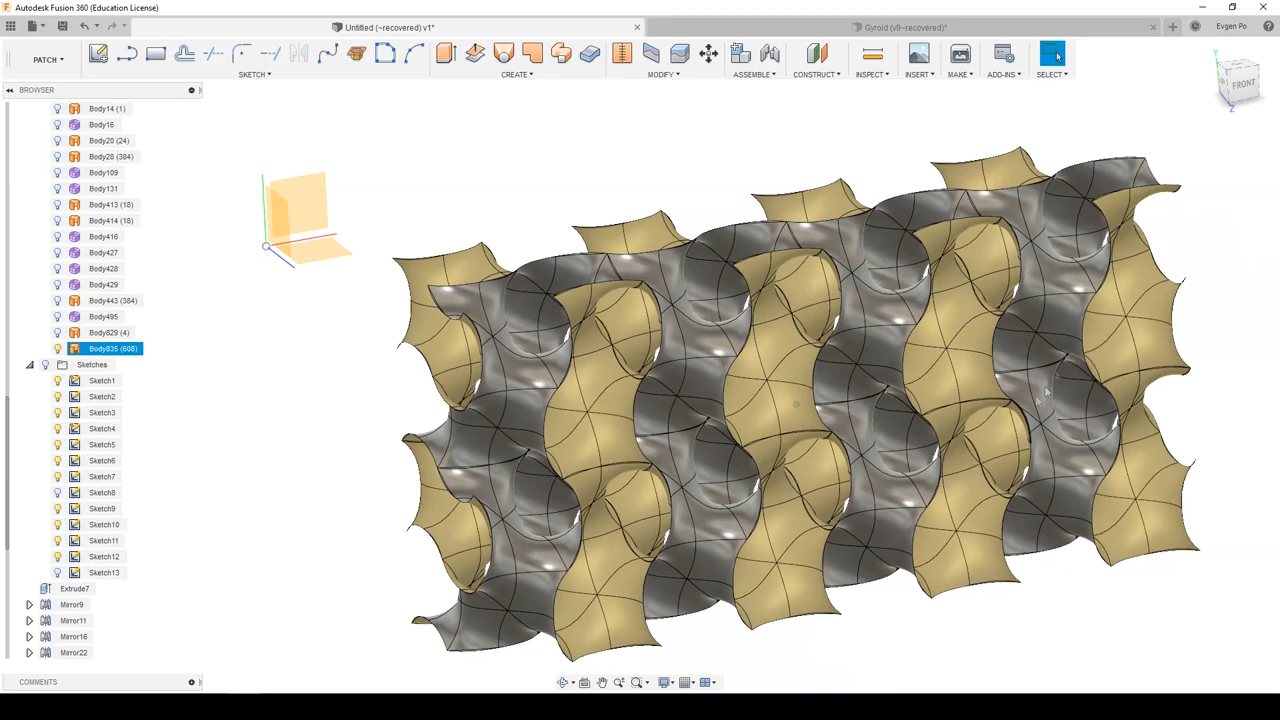 Autodesk Fusion 360 (Education License)
Untitled (~recovered) v1*
Gyroid (v9~recovered)*
Evgen Po
PATCH
SKETCH
CREATE
MODIFY
ASSEMBLE
CONSTRUCT
INSPECT
INSERT
MAKE
ADD-INS
SELECT
BROWSER
FRONT
Y
Z
Body14 (1)
Body16
Body20 (24)
Body28 (384)
Body109
Body131
Body413 (18)
Body414 (18)
Body416
Body427
Body428
Body429
Body443 (384)
Body495
Body829 (4)
Body835 (608)
Sketches
Sketch1
Sketch2
Sketch3
Sketch4
Sketch5
Sketch6
Sketch7
Sketch8
Sketch9
Sketch10
Sketch11
Sketch12
Sketch13
Extrude7
Mirror9
Mirror11
Mirror16
Mirror22
COMMENTS